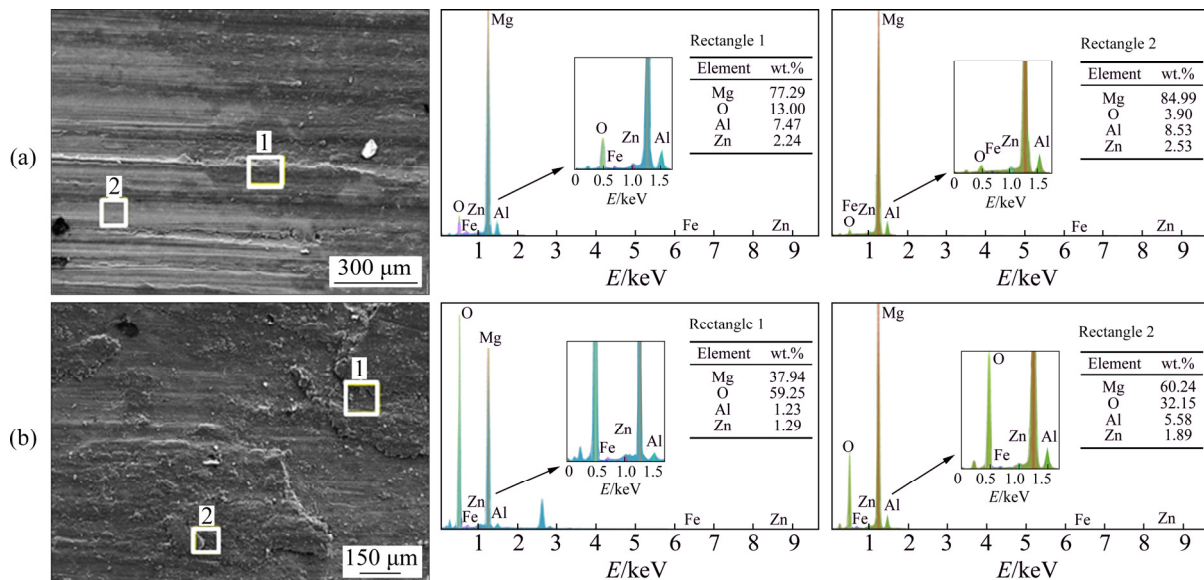 (a)
1
2
300 μm
Mg
O
Zn
Fe
Al
Fe
Zn
1 2 3 4 5 6 7 8 9
E/keV
O
Fe
Zn
Al
0 0.5 1.0 1.5
E/keV
Rectangle 1
Element wt.%
Mg 77.29
O 13.00
Al 7.47
Zn 2.24
Mg
Fe
O
Zn
Al
Fe
Zn
1 2 3 4 5 6 7 8 9
E/keV
O
Fe
Zn
Al
0 0.5 1.0 1.5
E/keV
Rectangle 2
Element wt.%
Mg 84.99
O 3.90
Al 8.53
Zn 2.53
(b)
1
2
150 μm
O
Mg
Zn
Fe
Al
Fe
Zn
1 2 3 4 5 6 7 8 9
E/keV
Fe
Zn
Al
0 0.5 1.0 1.5
E/keV
Rectangle 1
Element wt.%
Mg 37.94
O 59.25
Al 1.23
Zn 1.29
Mg
O
Zn
Fe
Al
Fe
Zn
1 2 3 4 5 6 7 8 9
E/keV
O
Zn
Fe
Al
0 0.5 1.0 1.5
E/keV
Rectangle 2
Element wt.%
Mg 60.24
O 32.15
Al 5.58
Zn 1.89